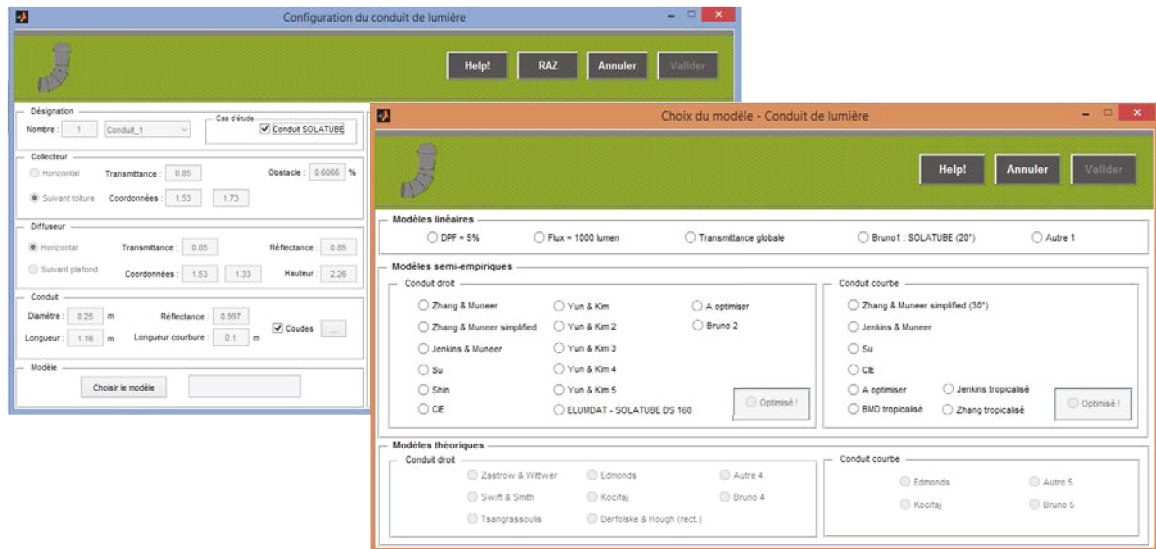 Configuration du conduit de lumière
Help! RAZ Annuler Valider
Désignation
Nombre : 1 Conduit_1
Cas d'étude
Conduit SOLATUBE
Collecteur
Horizontal Transmittance : 0.85 Obstacle : 0.6066 %
Suivant toiture Coordonnées : 1.53 1.73
Diffuseur
Horizontal Transmittance : 0.85 Réflectance : 0.85
Suivant plafond Coordonnées : 1.53 1.33 Hauteur : 2.26
Conduit
Diamètre : 0.25 m Réflectance : 0.997
Coudes ...
Longueur : 1.16 m Longueur courbure : 0.1 m
Modèle
Choisir le modèle
Choix du modèle - Conduit de lumière
Help! Annuler Valider
Modèles linéaires
DPF = 5% Flux = 1000 lumen Transmittance globale Bruno1 : SOLATUBE (20°) Autre 1
Modèles semi-empiriques
Conduit droit
Zhang & Muneer Yun & Kim A optimiser
Zhang & Muneer simplified Yun & Kim 2 Bruno 2
Jenkins & Muneer Yun & Kim 3
Su Yun & Kim 4
Shin Yun & Kim 5
CIE ELUMDAT - SOLATUBE DS 160
Optimisé !
Conduit courbe
Zhang & Muneer simplified (30°)
Jenkins & Muneer
Su
CIE
A optimiser Jenkins tropicalisé
BMD tropicalisé Zhang tropicalisé
Optimisé !
Modèles théoriques
Conduit droit
Zastrow & Wittwer Edmonds Autre 4
Swift & Smith Kocifaj Bruno 4
Tsangrassoulis Derfolske & Hough (rect.)
Conduit courbe
Edmonds Autre 5
Kocifaj Bruno 5